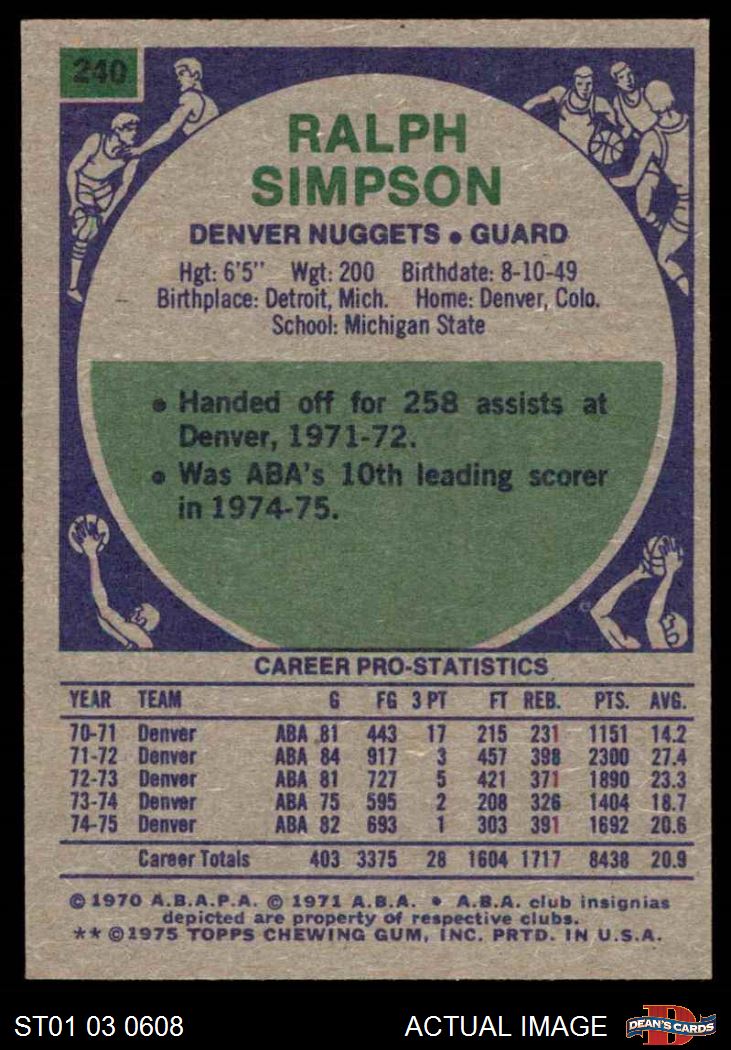 240
RALPH
SIMPSON
DENVER NUGGETS • GUARD
Hgt: 6'5" Wgt: 200 Birthdate: 8-10-49
Birthplace: Detroit, Mich. Home: Denver, Colo.
School: Michigan State
• Handed off for 258 assists at
Denver, 1971-72.
• Was ABA's 10th leading scorer
in 1974-75.
CAREER PRO-STATISTICS
YEAR TEAM G FG 3 PT FT REB. PTS. AVG.
70-71 Denver ABA 81 443 17 215 231 1151 14.2
71-72 Denver ABA 84 917 3 457 398 2300 27.4
72-73 Denver ABA 81 727 5 421 371 1890 23.3
73-74 Denver ABA 75 595 2 208 326 1404 18.7
74-75 Denver ABA 82 693 1 303 391 1692 20.6
Career Totals 403 3375 28 1604 1717 8438 20.9
© 1970 A.B.A.P.A. © 1971 A.B.A. • A.B.A. club insignias
depicted are property of respective clubs.
** ©1975 TOPPS CHEWING GUM, INC. PRTD. IN U.S.A.
ST01 03 0608 ACTUAL IMAGE D DEAN'S CARDS